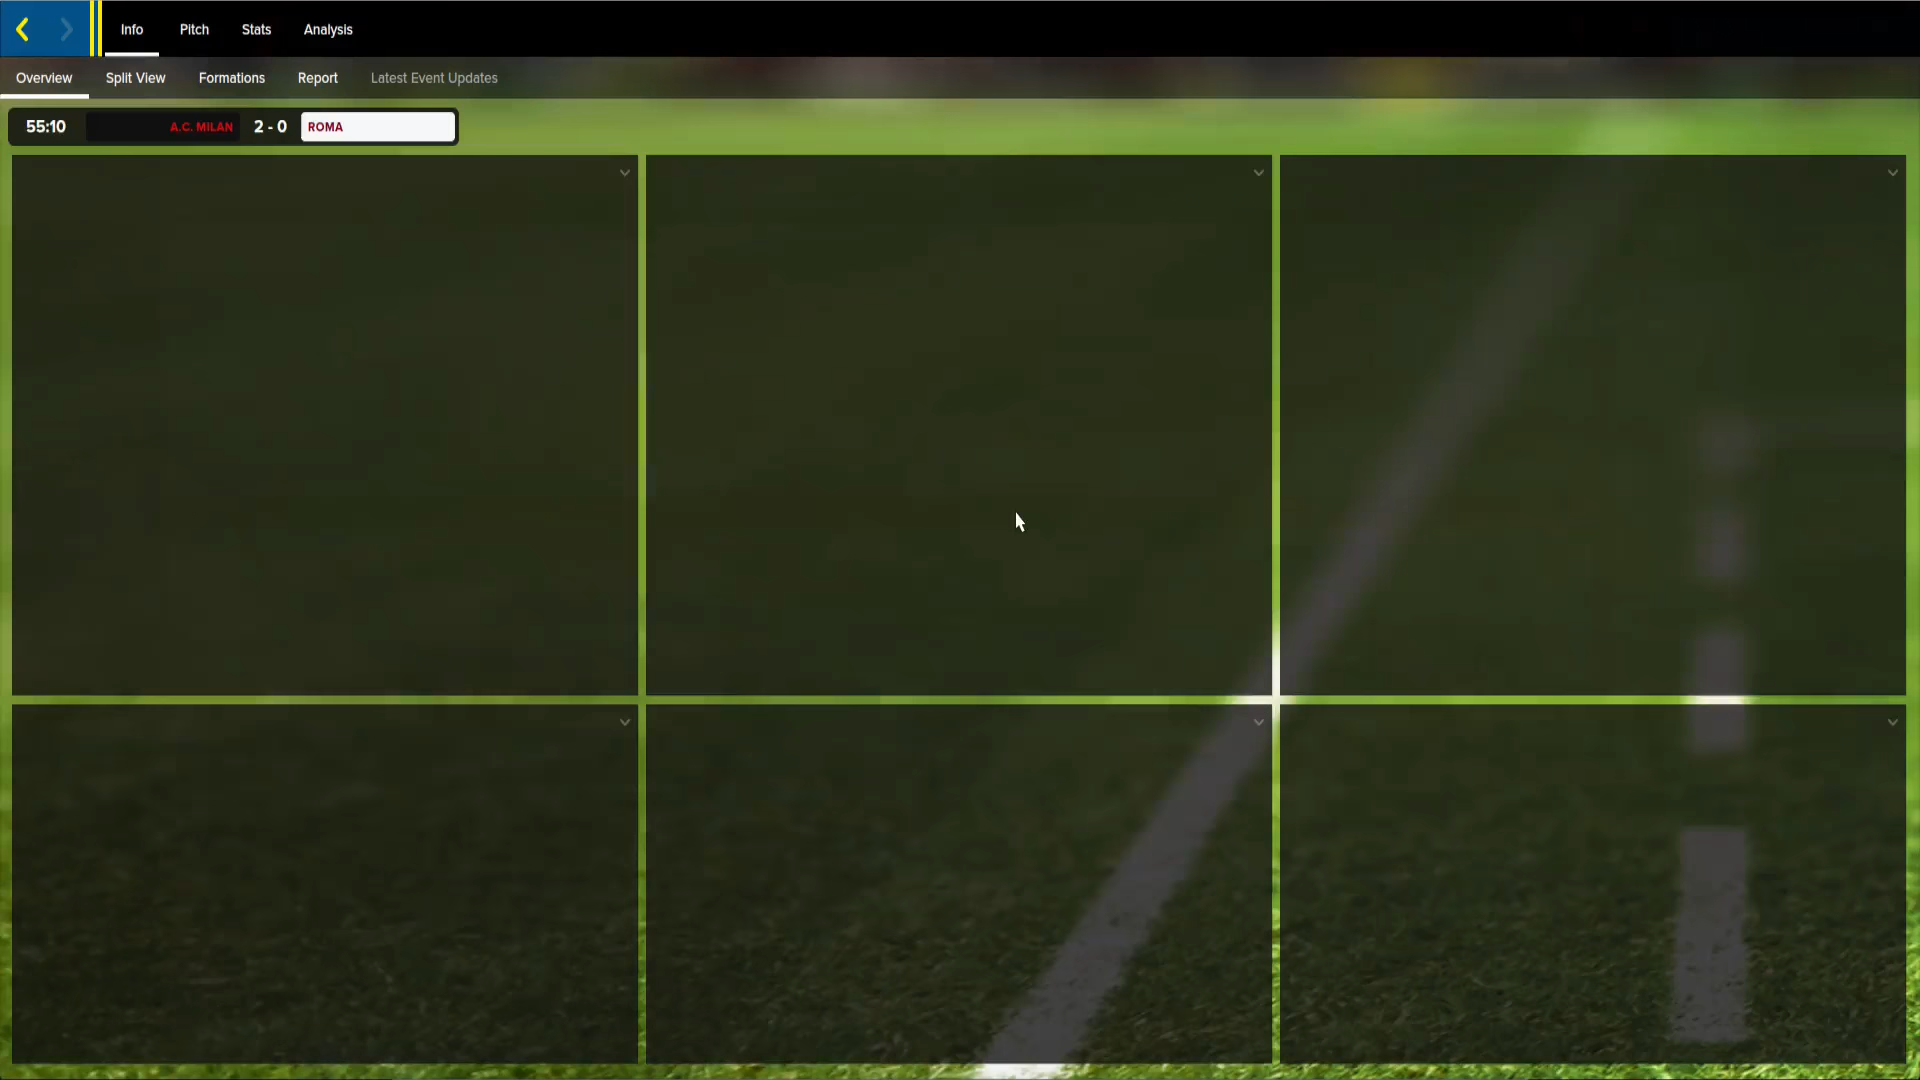 Info Pitch Stats Analysis
Overview Split View Formations Report Latest Event Updates
55:10 A.C. MILAN 2 - 0 ROMA